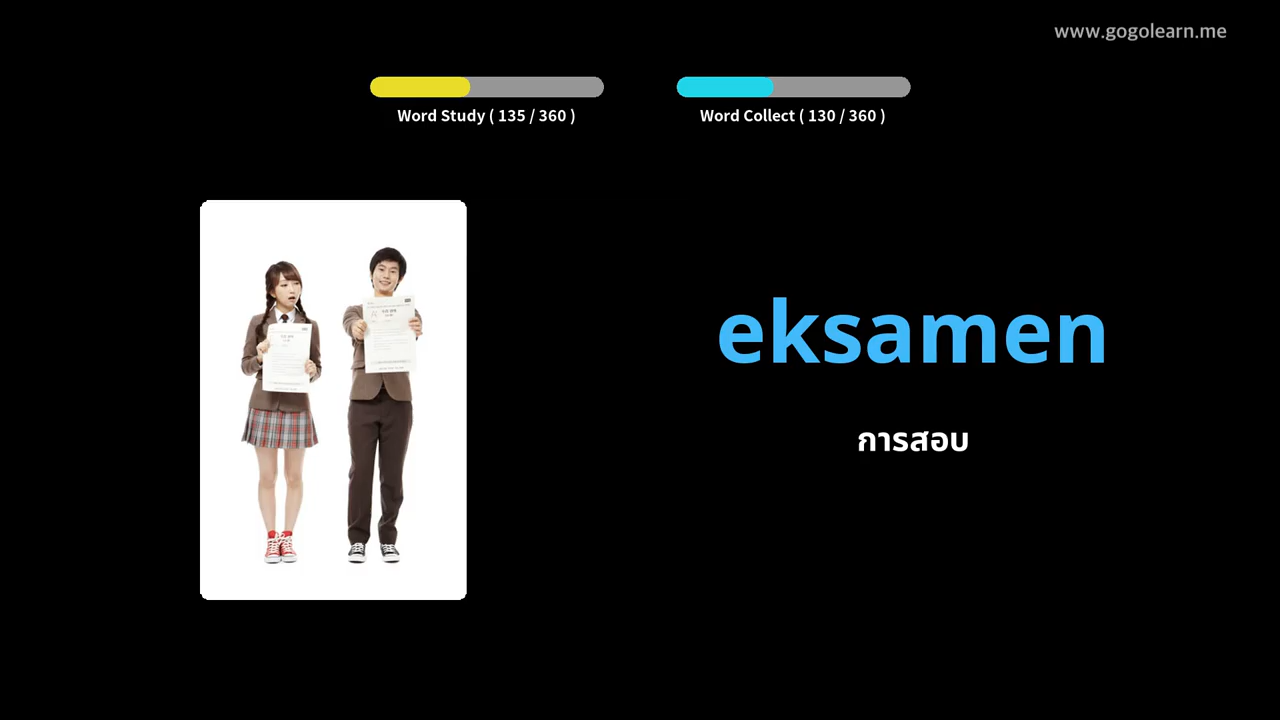 www.gogolearn.me
Word Study ( 135 / 360 )
Word Collect ( 130 / 360 )
eksamen
การสอบ